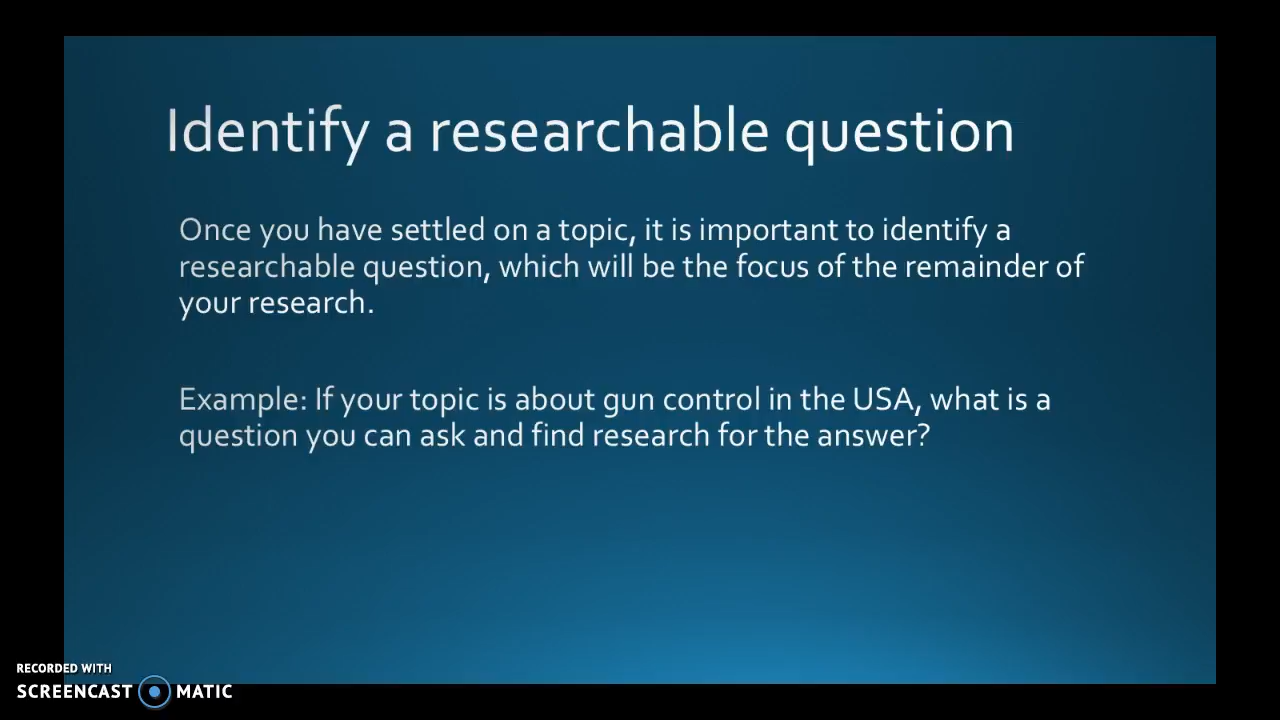 Identify a researchable question
Once you have settled on a topic, it is important to identify a
researchable question, which will be the focus of the remainder of
your research.
Example: If your topic is about gun control in the USA, what is a
question you can ask and find research for the answer?
RECORDED WITH
SCREENCAST MATIC